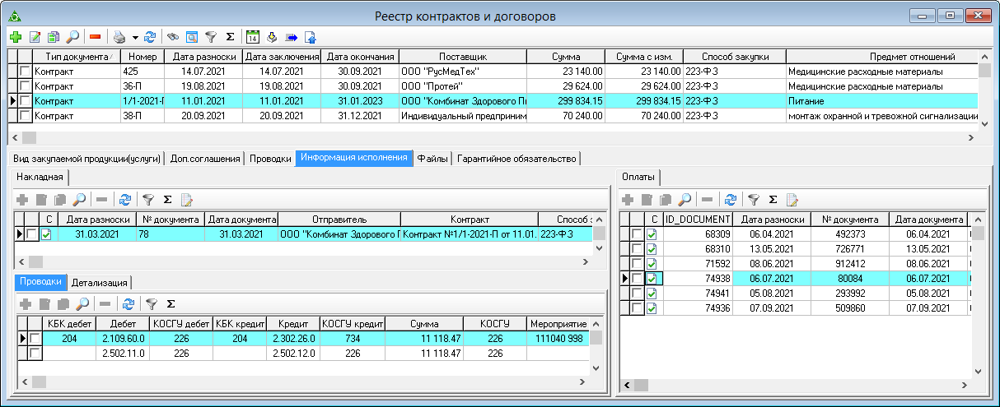 Реестр контрактов и договоров
14
Тип документа Номер Дата разноски Дата заключения Дата окончания Поставщик Сумма Сумма с изм. Способ закупки Предмет отношений
Контракт 425 14.07.2021 14.07.2021 30.09.2021 ООО "РусМедТех" 23 140.00 23 140.00 223-ФЗ Медицинские расходные материалы
Контракт 36-П 19.08.2021 19.08.2021 30.09.2021 ООО "Протей" 29 624.00 29 624.00 223-ФЗ Медицинские расходные материалы
Контракт 1/1-2021-П 11.01.2021 11.01.2021 31.01.2023 ООО "Комбинат Здорового Пи 299 834.15 299 834.15 223-ФЗ Питание
Контракт 38-П 20.09.2021 20.09.2021 31.12.2021 Индивидуальный предприним 70 240.00 70 240.00 223-ФЗ монтаж охранной и тревожной сигнализации
Вид закупаемой продукции(услуги) Доп.соглашения Проводки Информация исполнения Файлы Гарантийное обязательство
Накладная
С Дата разноски № документа Дата документа Отправитель Контракт Способ з
31.03.2021 78 31.03.2021 ООО "Комбинат Здорового П Контракт №1/1-2021-П от 11.01. 223-ФЗ
Проводки Детализация
КБК дебет Дебет КОСГУ дебет КБК кредит Кредит КОСГУ кредит Сумма КОСГУ Мероприятие
204 2.109.60.0 226 204 2.302.26.0 734 11 118.47 226 111040 998
2.502.11.0 226 2.502.12.0 226 11 118.47 226
Оплаты
С ID_DOCUMENT Дата разноски № документа Дата документа
68309 06.04.2021 492373 06.04.2021
68310 13.05.2021 726771 13.05.2021
71592 08.06.2021 912412 08.06.2021
74938 06.07.2021 80084 06.07.2021
74941 05.08.2021 293992 05.08.2021
74936 07.09.2021 509860 07.09.2021